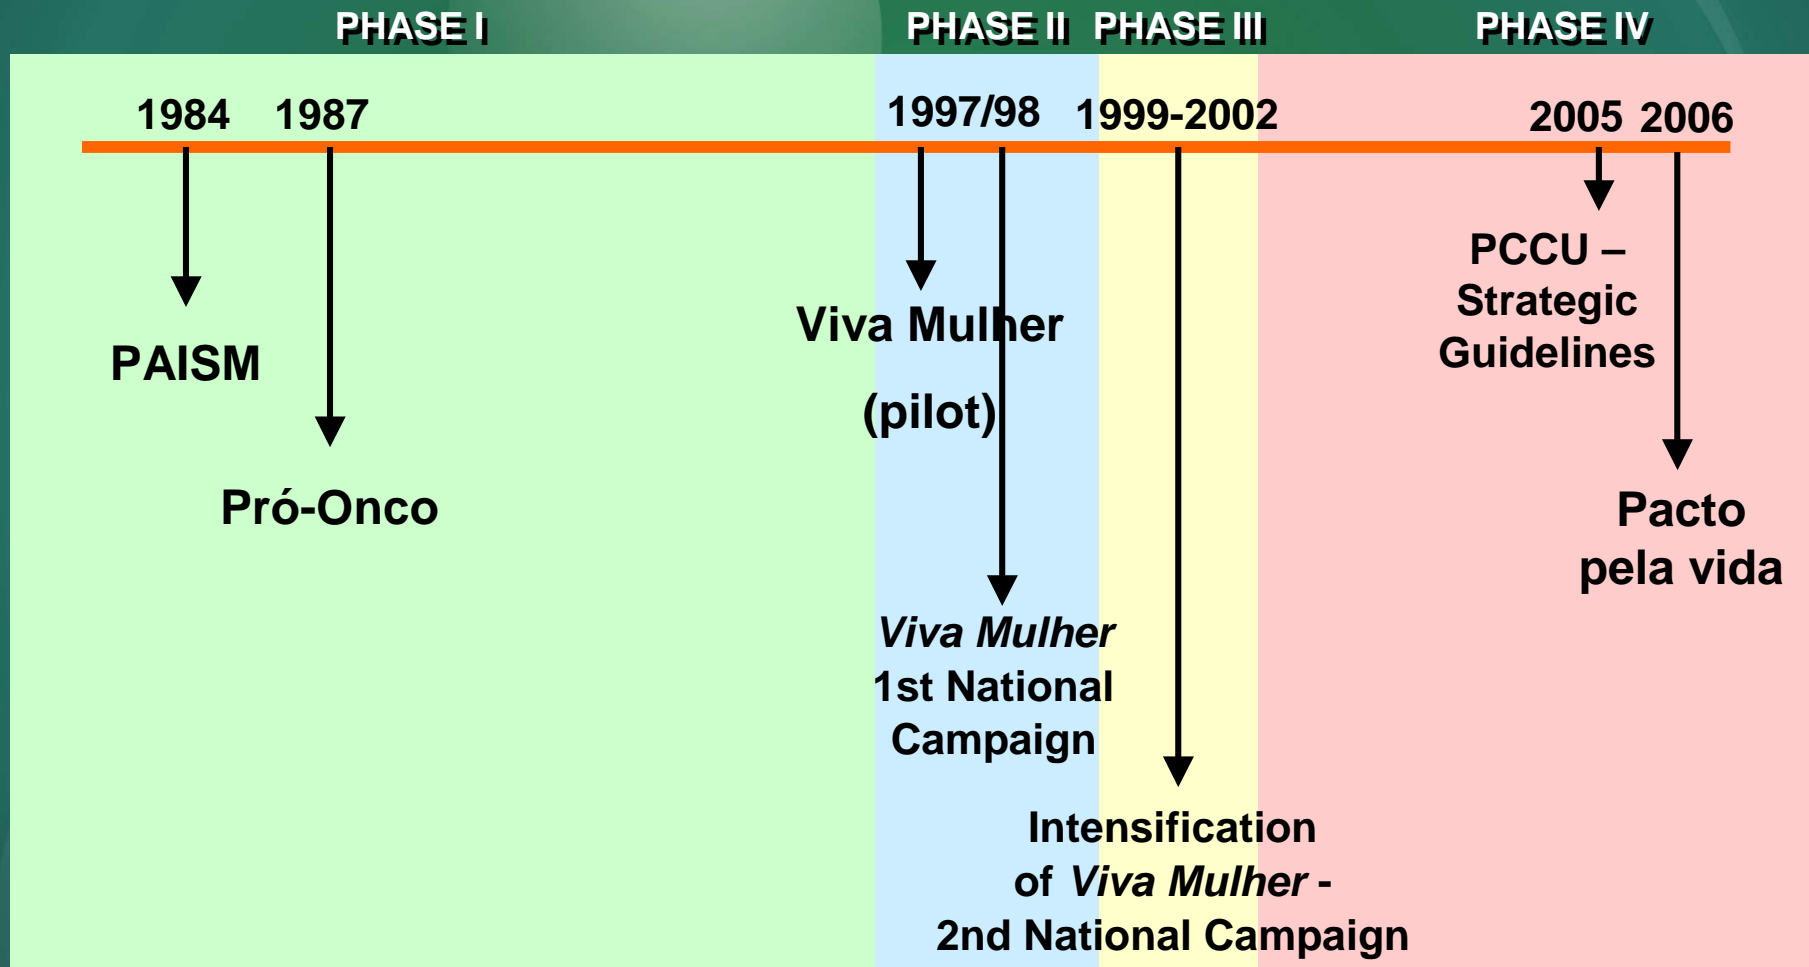 PHASE I
PHASE II
PHASE III
PHASE IV
1984
1987
1997/98
1999-2002
2005
2006
PAISM
Pró-Onco
Viva Mulher
(pilot)
Viva Mulher
1st National
Campaign
Intensification
of Viva Mulher -
2nd National Campaign
PCCU –
Strategic
Guidelines
Pacto
pela vida